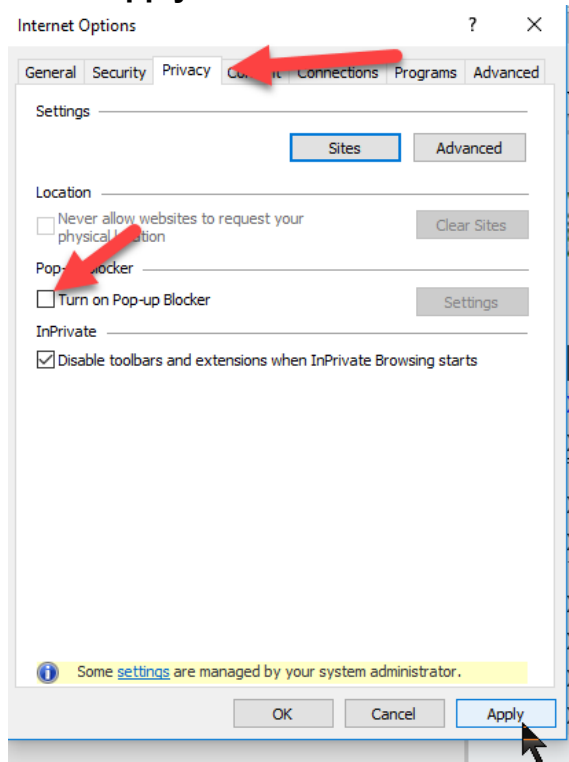 Internet Options ? ×
General Security Privacy Connections Programs Advanced
Settings
Sites Advanced
Location
Never allow websites to request your
physical location
Clear Sites
Blocker
Turn on Pop-up Blocker
Settings
InPrivate
Disable toolbars and extensions when InPrivate Browsing starts
Some settings are managed by your system administrator.
OK Cancel Apply